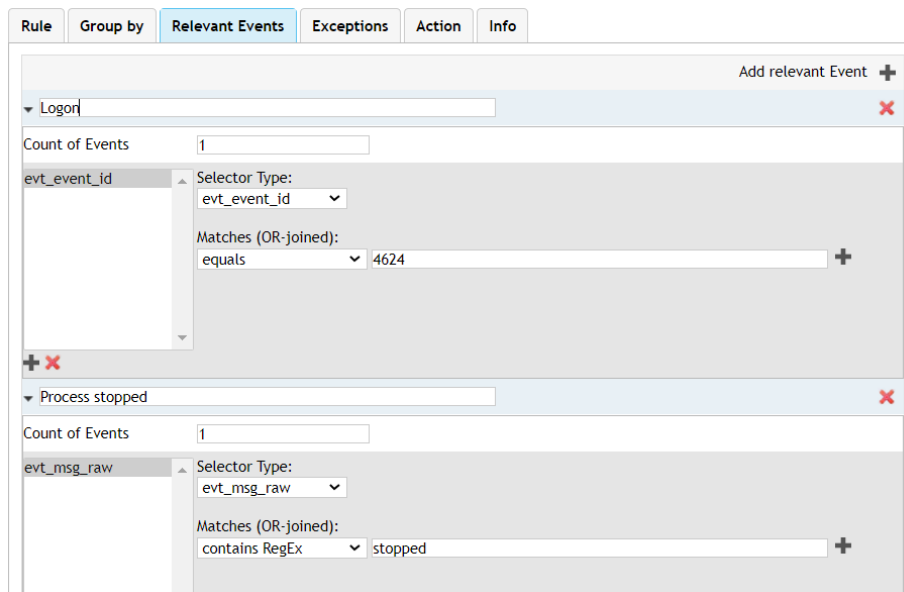 Rule Group by Relevant Events Exceptions Action Info
Add relevant Event
Logon
Count of Events 1
evt_event_id Selector Type:
evt_event_id
Matches (OR-joined):
equals 4624
Process stopped
Count of Events 1
evt_msg_raw Selector Type:
evt_msg_raw
Matches (OR-joined):
contains RegEx stopped